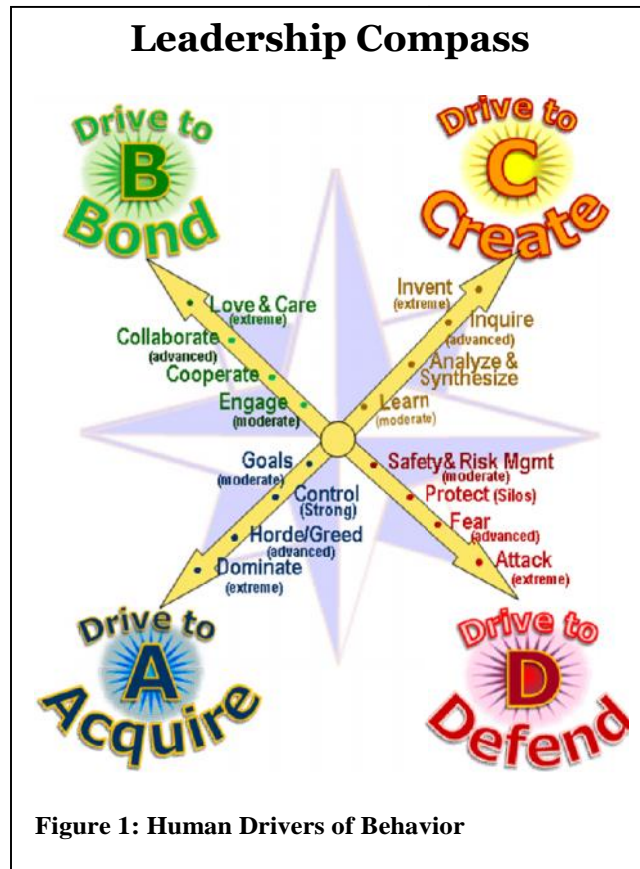 Leadership Compass
Drive to
B
Bond
Drive to
C
Create
Love & Care
(extreme)
Collaborate
(advanced)
Cooperate
Engage
(moderate)
Invent
(extreme)
Inquire
(advanced)
Analyze &
Synthesize
Learn
(moderate)
Goals
(moderate)
Control
(Strong)
Horde/Greed
(advanced)
Dominate
(extreme)
Safety& Risk Mgmt
(moderate)
Protect (Silos)
Fear
(advanced)
Attack
(extreme)
Drive to
A
Acquire
Drive to
D
Defend
Figure 1: Human Drivers of Behavior